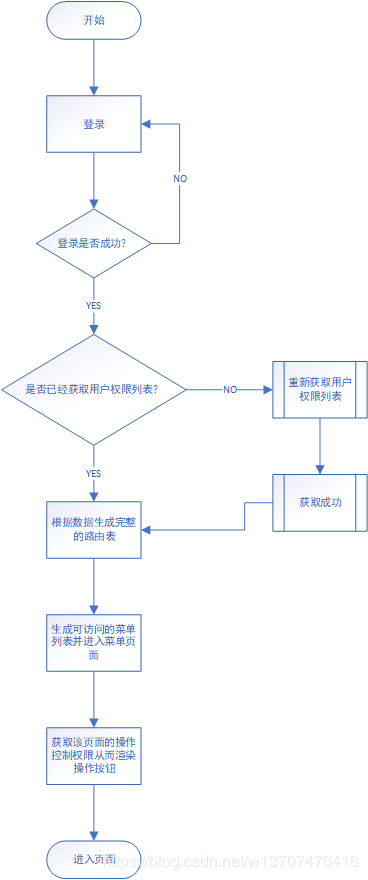 开始
登录
NO
登录是否成功?
YES
是否已经获取用户权限列表?
NO
重新获取用户
权限列表
YES
获取成功
根据数据生成完整
的路由表
生成可访问的菜单
列表并进入菜单页
面
获取该页面的操作
控制权限从而渲染
操作按钮
进入页面
https://blog.csdn.net/w13707470416